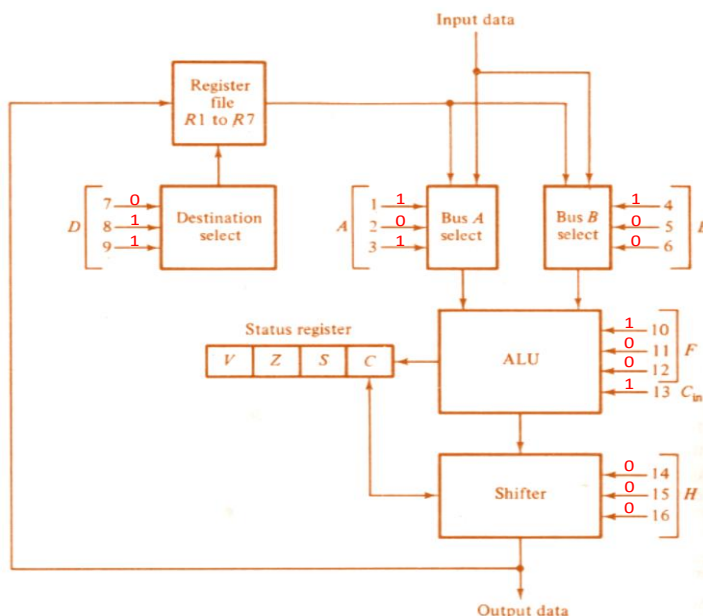 Input data
Register
file
R1 to R7
7 0
8 1
9 1
D
Destination
select
A
1 1
2 0
3 1
Bus A
select
Bus B
select
1 4
0 5
0 6
Status register
V Z S C
ALU
1 10
0 11
0 12
F
1 13 Cin
Shifter
0 14
0 15
0 16
H
Output data